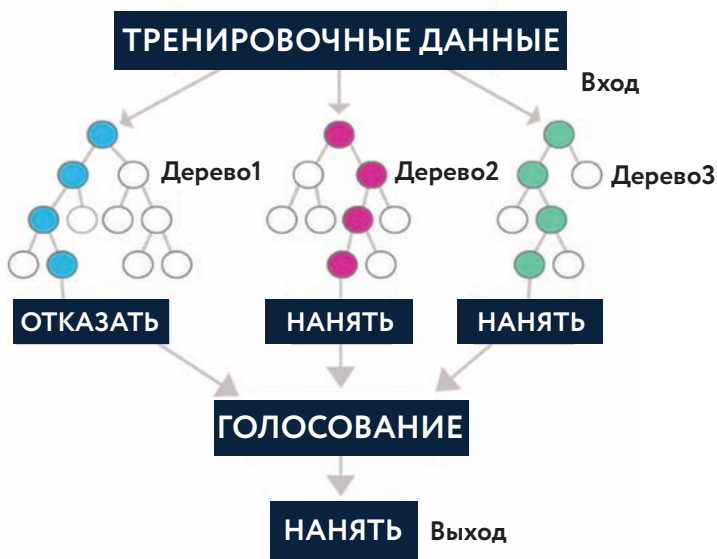 ТРЕНИРОВОЧНЫЕ ДАННЫЕ
Вход
Дерево1
Дерево2
Дерево3
ОТКАЗАТЬ
НАНЯТЬ
НАНЯТЬ
ГОЛОСОВАНИЕ
НАНЯТЬ
Выход